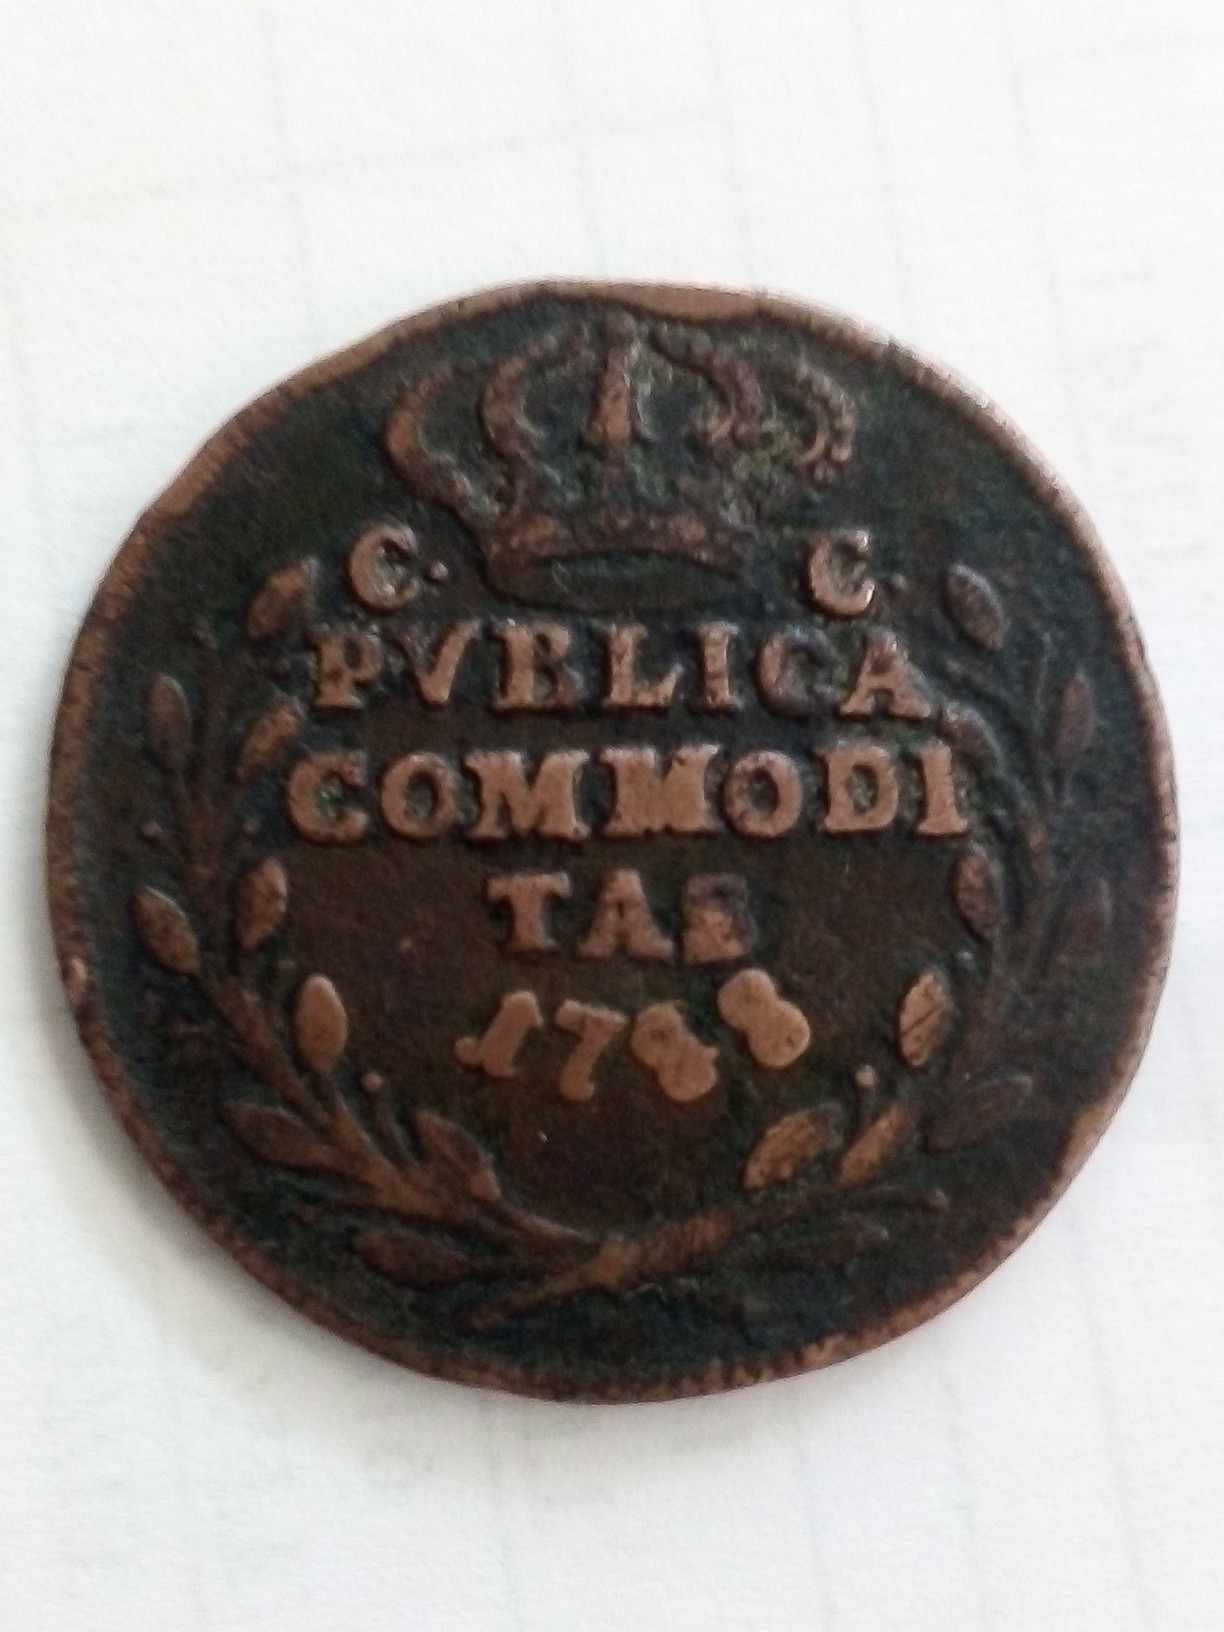 C. C.
PVBLICA
COMMODI
TAS
1788